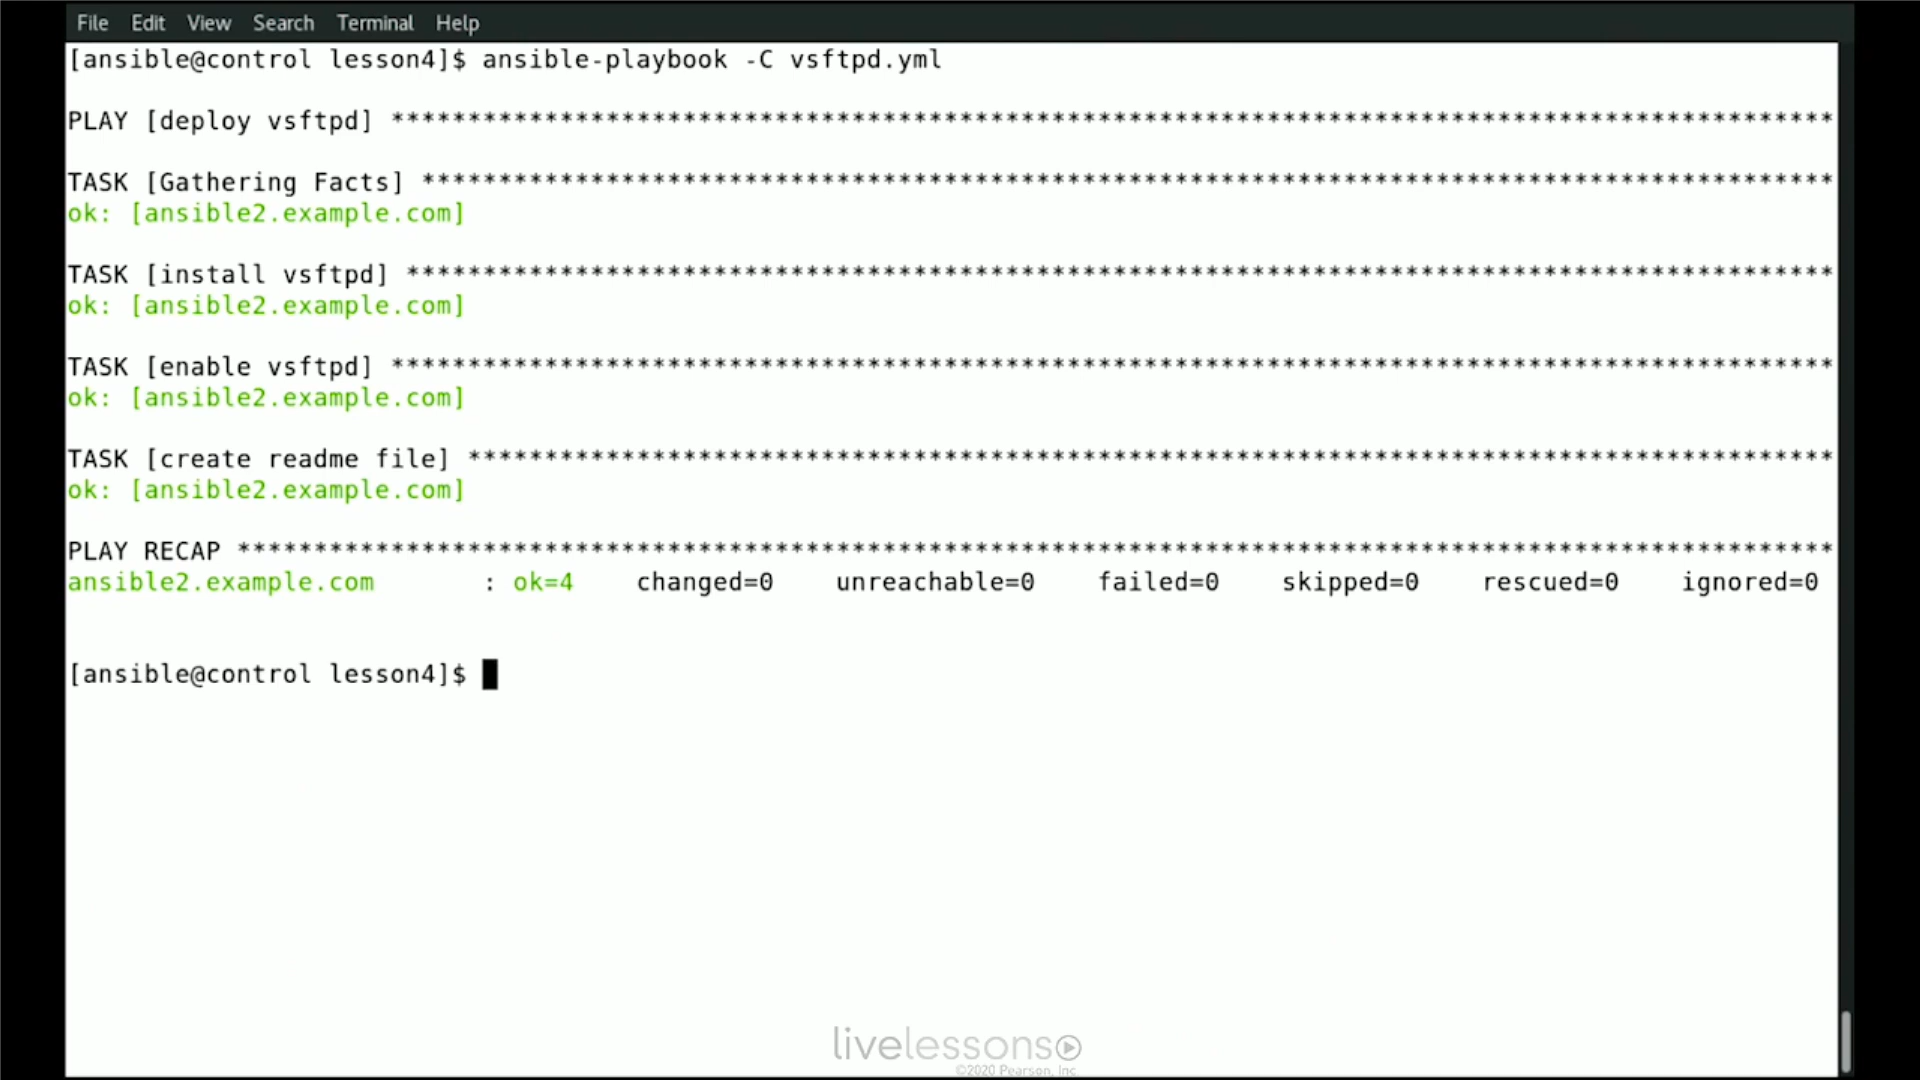 File Edit View Search Terminal Help
[ansible@control lesson4]$ ansible-playbook -C vsftpd.yml
PLAY [deploy vsftpd] **********************************************************************************************
TASK [Gathering Facts] ********************************************************************************************
ok: [ansible2.example.com]
TASK [install vsftpd] *********************************************************************************************
ok: [ansible2.example.com]
TASK [enable vsftpd] **********************************************************************************************
ok: [ansible2.example.com]
TASK [create readme file] *****************************************************************************************
ok: [ansible2.example.com]
PLAY RECAP ********************************************************************************************************
ansible2.example.com : ok=4 changed=0 unreachable=0 failed=0 skipped=0 rescued=0 ignored=0
[ansible@control lesson4]$
livelessons
©2020 Pearson, Inc.